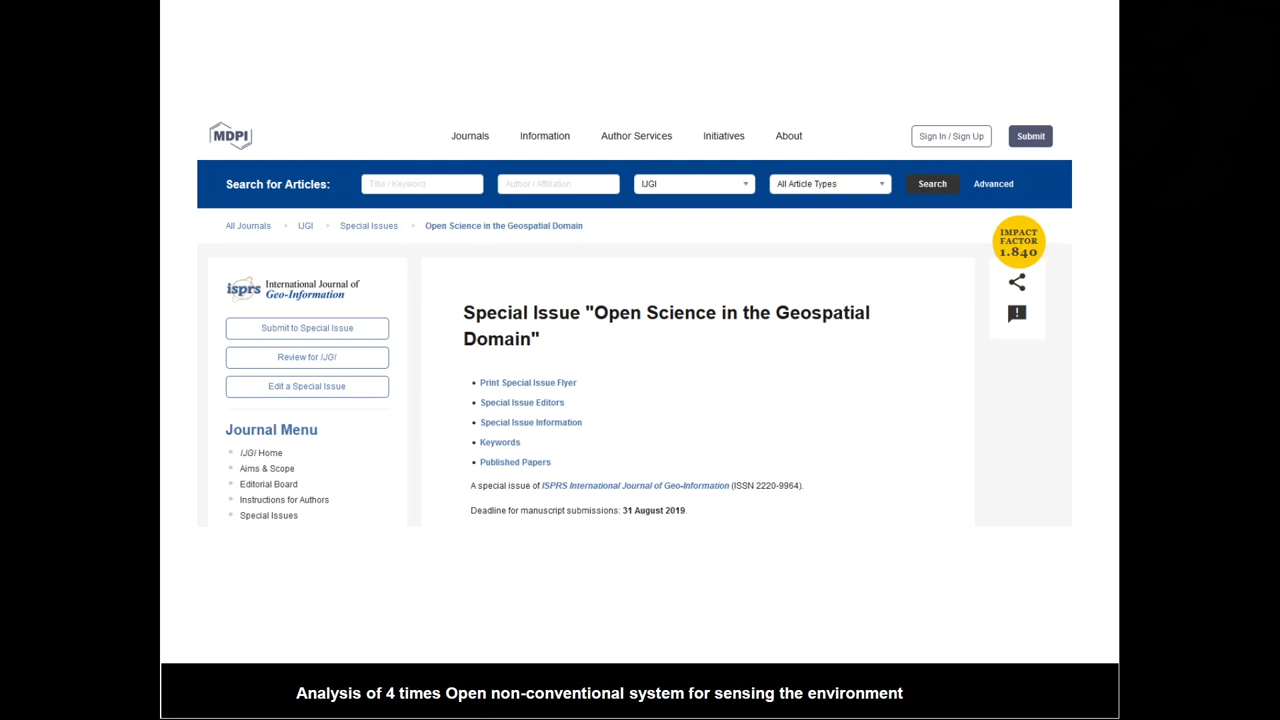 MDPI
Journals Information Author Services Initiatives About
Sign In / Sign Up Submit
Search for Articles: Title / Keyword Author / Affiliation IJGI All Article Types Search Advanced
All Journals IJGI Special Issues Open Science in the Geospatial Domain
IMPACT
FACTOR
1.840
isprs International Journal of
Geo-Information
Submit to Special Issue
Review for IJGI
Edit a Special Issue
Journal Menu
IJGI Home
Aims & Scope
Editorial Board
Instructions for Authors
Special Issues
Special Issue "Open Science in the Geospatial
Domain"
Print Special Issue Flyer
Special Issue Editors
Special Issue Information
Keywords
Published Papers
A special issue of ISPRS International Journal of Geo-Information (ISSN 2220-9964).
Deadline for manuscript submissions: 31 August 2019.
Analysis of 4 times Open non-conventional system for sensing the environment